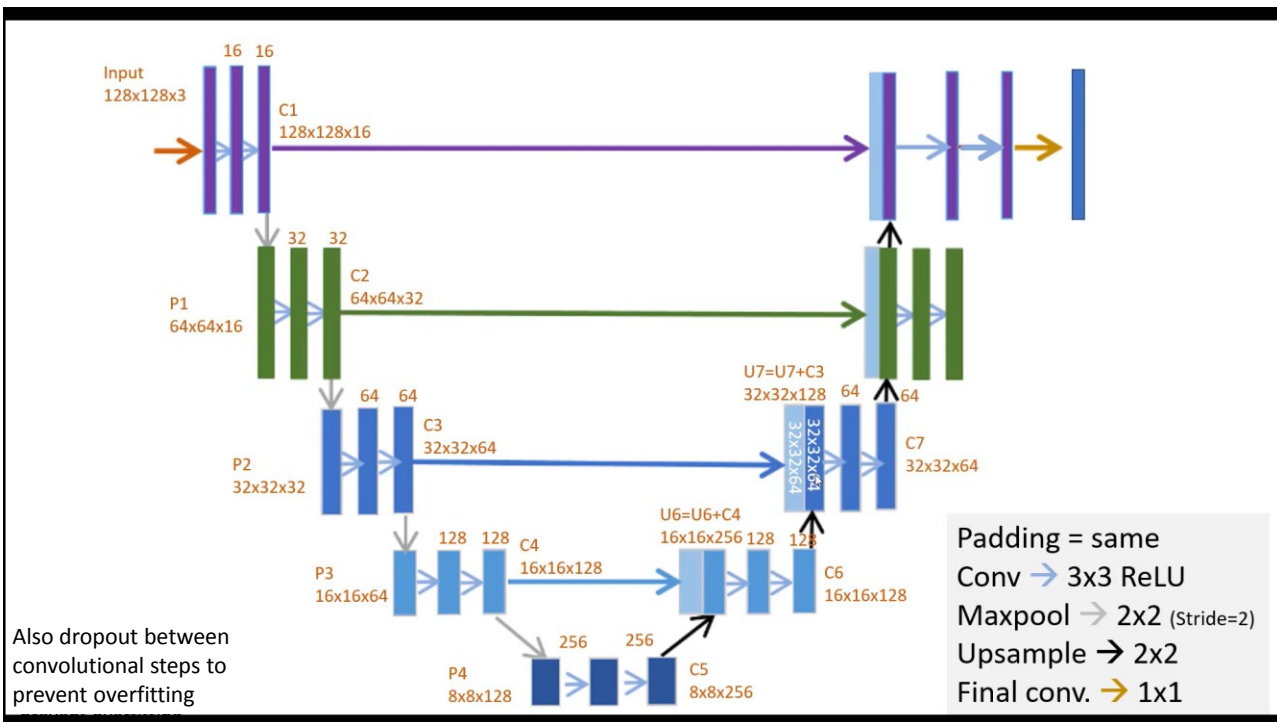 16 16
Input
128x128x3
C1
128x128x16
32 32
C2
64x64x32
P1
64x64x16
64 64
C3
32x32x64
P2
32x32x32
U7=U7+C3
32x32x128
64
64
32x32x64
32x32x64
C7
32x32x64
128 128
C4
16x16x128
P3
16x16x64
U6=U6+C4
16x16x256
128
128
C6
16x16x128
256 256
P4
8x8x128
C5
8x8x256
Also dropout between
convolutional steps to
prevent overfitting
Padding = same
Conv → 3x3 ReLU
Maxpool → 2x2 (Stride=2)
Upsample → 2x2
Final conv. → 1x1